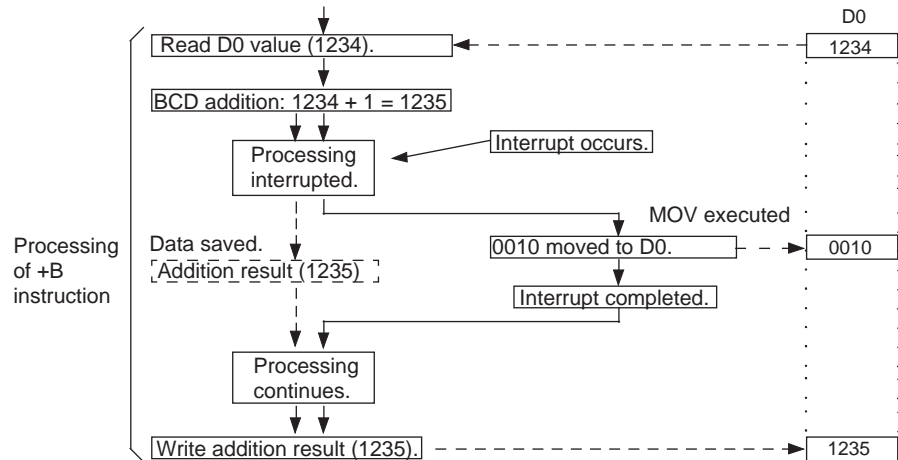 D0
Read D0 value (1234).
1234
BCD addition: 1234 + 1 = 1235
Processing
interrupted.
Interrupt occurs.
MOV executed
Processing
of +B
instruction
Data saved.
Addition result (1235)
0010 moved to D0.
0010
Interrupt completed.
Processing
continues.
Write addition result (1235).
1235